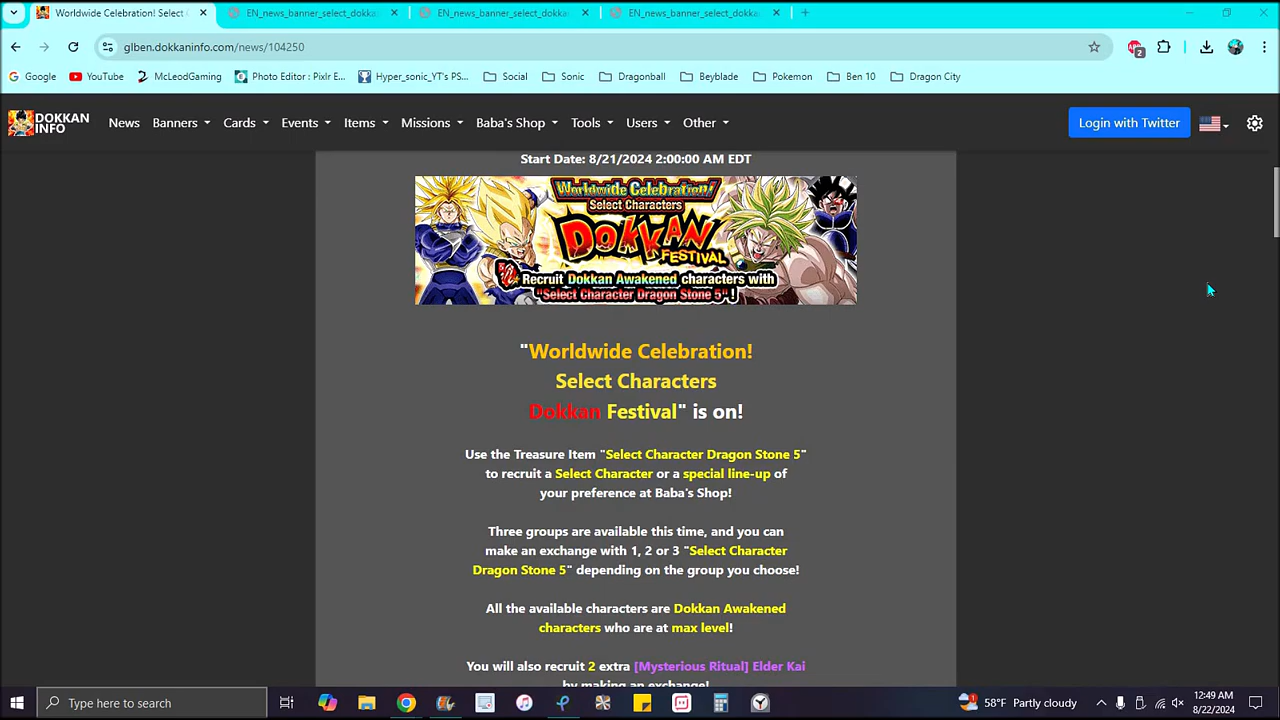 Worldwide Celebration! Select
EN_news_banner_select_dokka
EN_news_banner_select_dokka
EN_news_banner_select_dokka
glben.dokkaninfo.com/news/104250
2
Google
YouTube
McLeodGaming
Photo Editor : Pixlr E...
Hyper_sonic_YT's PS...
Social
Sonic
Dragonball
Beyblade
Pokemon
Ben 10
Dragon City
DOKKAN
INFO
News
Banners
Cards
Events
Items
Missions
Baba's Shop
Tools
Users
Other
Login with Twitter
Start Date: 8/21/2024 2:00:00 AM EDT
Worldwide Celebration!
Select Characters
DOKKAN
FESTIVAL
Recruit Dokkan Awakened characters with
"Select Character Dragon Stone 5"!
"Worldwide Celebration!
Select Characters
Dokkan Festival" is on!
Use the Treasure Item "Select Character Dragon Stone 5"
to recruit a Select Character or a special line-up of
your preference at Baba's Shop!
Three groups are available this time, and you can
make an exchange with 1, 2 or 3 "Select Character
Dragon Stone 5" depending on the group you choose!
All the available characters are Dokkan Awakened
characters who are at max level!
You will also recruit 2 extra [Mysterious Ritual] Elder Kai
by making an exchange!
Type here to search
58°F Partly cloudy
12:49 AM
8/22/2024